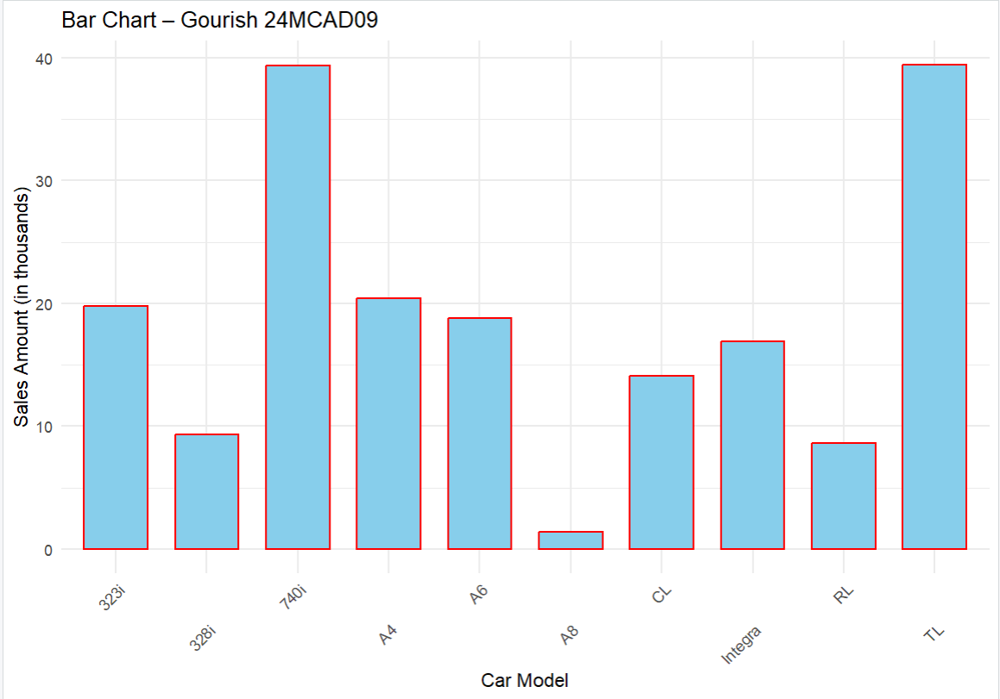 Bar Chart – Gourish 24MCAD09
Sales Amount (in thousands)
40
30
20
10
0
323i
328i
740i
A4
A6
A8
CL
Integra
RL
TL
Car Model